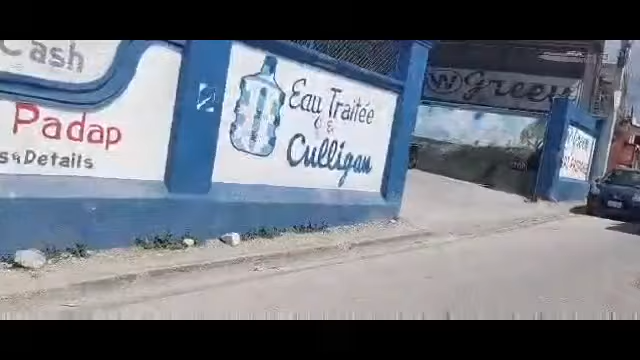 Cash
Padap
s & Details
Eau Traitée
&
Culligan
W Green